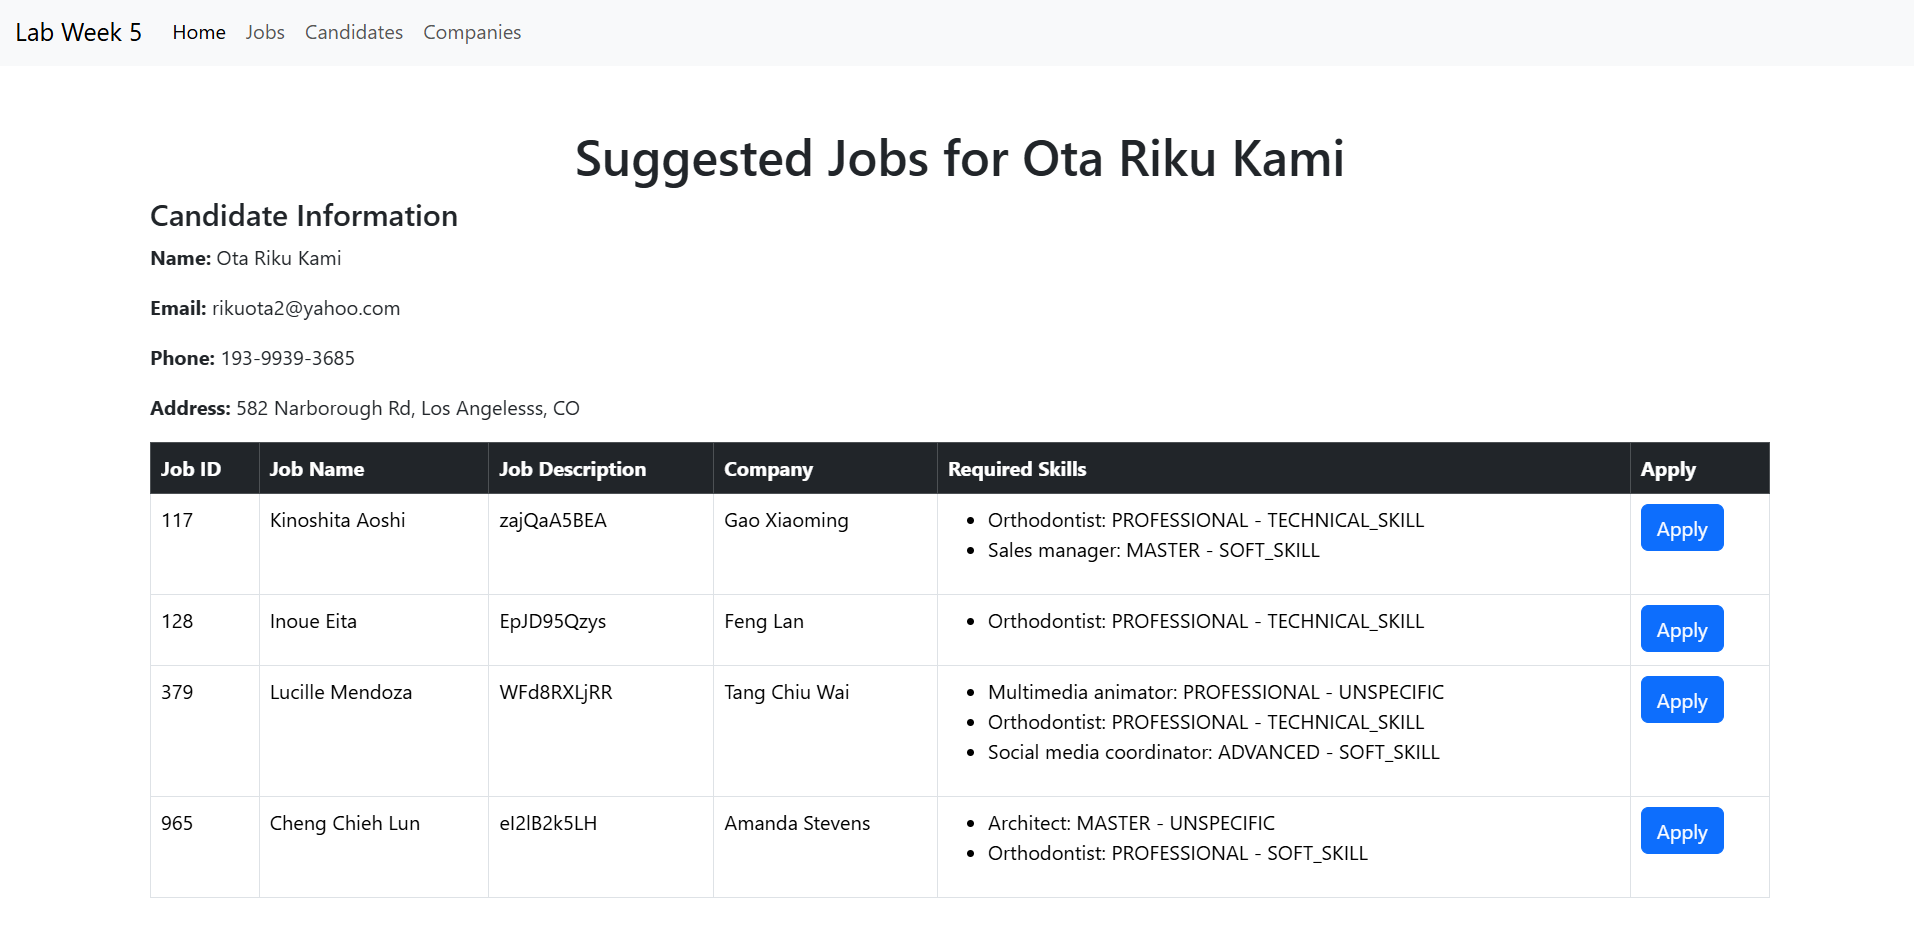 Lab Week 5 Home Jobs Candidates Companies
Suggested Jobs for Ota Riku Kami
Candidate Information
Name: Ota Riku Kami
Email: rikuota2@yahoo.com
Phone: 193-9939-3685
Address: 582 Narborough Rd, Los Angelesss, CO
Job ID Job Name Job Description Company Required Skills Apply
117 Kinoshita Aoshi zajQaA5BEA Gao Xiaoming • Orthodontist: PROFESSIONAL - TECHNICAL_SKILL Apply
• Sales manager: MASTER - SOFT_SKILL
128 Inoue Eita EpJD95Qzys Feng Lan • Orthodontist: PROFESSIONAL - TECHNICAL_SKILL Apply
379 Lucille Mendoza WFd8RXLjRR Tang Chiu Wai • Multimedia animator: PROFESSIONAL - UNSPECIFIC Apply
• Orthodontist: PROFESSIONAL - TECHNICAL_SKILL
• Social media coordinator: ADVANCED - SOFT_SKILL
965 Cheng Chieh Lun eI2lB2k5LH Amanda Stevens • Architect: MASTER - UNSPECIFIC Apply
• Orthodontist: PROFESSIONAL - SOFT_SKILL